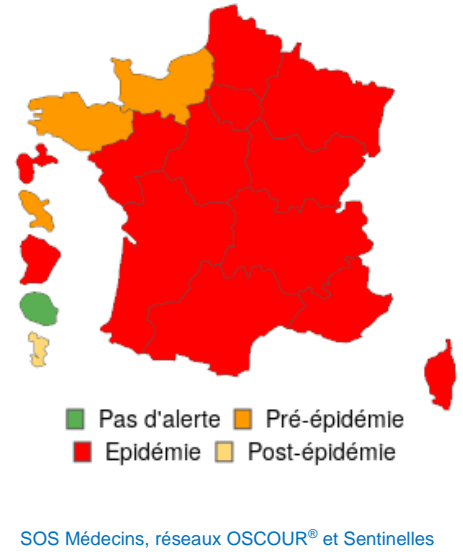 Pas d'alerte Pré-épidémie
Epidémie Post-épidémie
SOS Médecins, réseaux OSCOUR® et Sentinelles